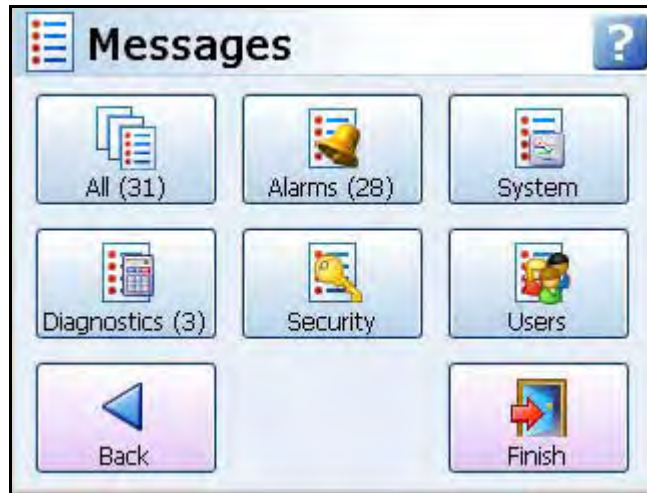 Messages
?
All (31)
Alarms (28)
System
Diagnostics (3)
Security
Users
Back
Finish